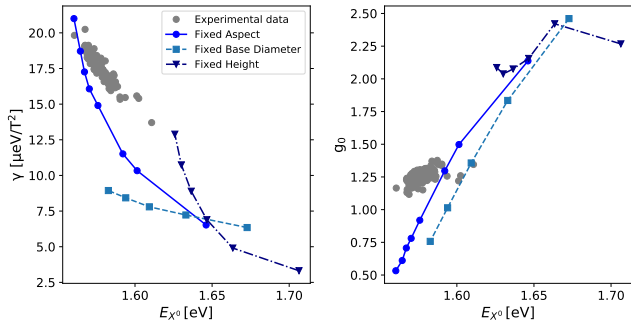 Experimental data
Fixed Aspect
Fixed Base Diameter
Fixed Height
γ [μeV/T²]
20.0
17.5
15.0
12.5
10.0
7.5
5.0
2.5
1.60
1.65
1.70
E_X⁰ [eV]
g₀
2.50
2.25
2.00
1.75
1.50
1.25
1.00
0.75
0.50
1.60
1.65
1.70
E_X⁰ [eV]